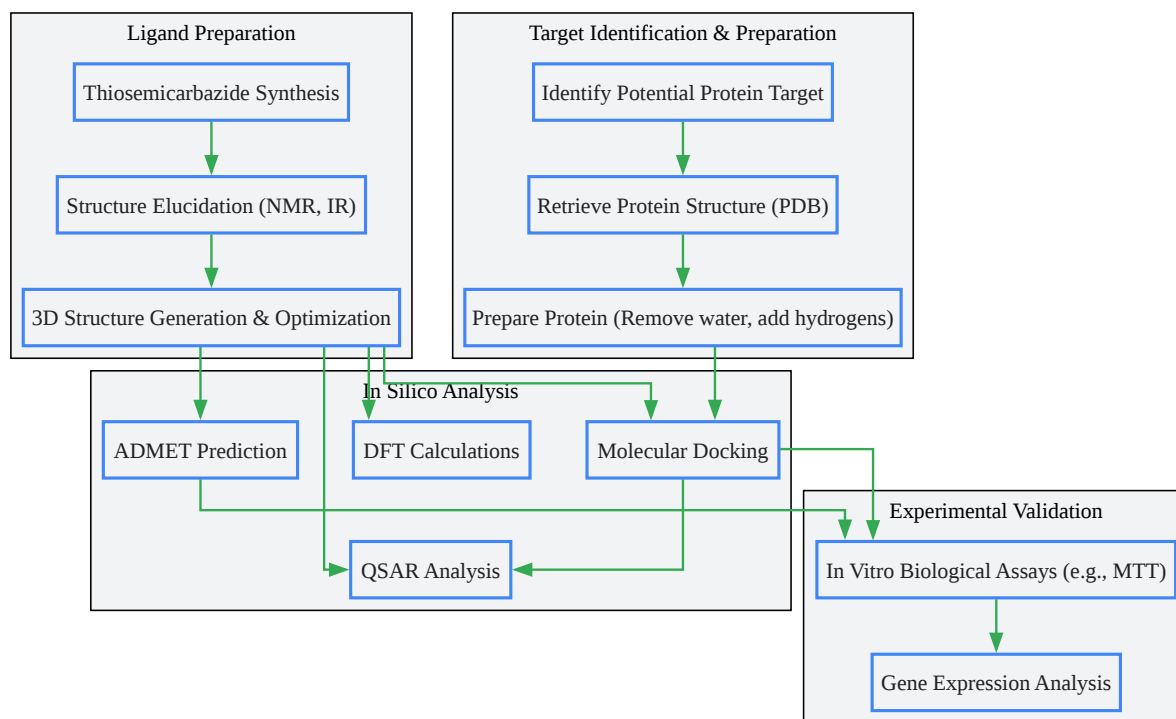 Ligand Preparation
Thiosemicarbazide Synthesis
Structure Elucidation (NMR, IR)
3D Structure Generation & Optimization
Target Identification & Preparation
Identify Potential Protein Target
Retrieve Protein Structure (PDB)
Prepare Protein (Remove water, add hydrogens)
In Silico Analysis
ADMET Prediction
DFT Calculations
Molecular Docking
QSAR Analysis
Experimental Validation
In Vitro Biological Assays (e.g., MTT)
Gene Expression Analysis